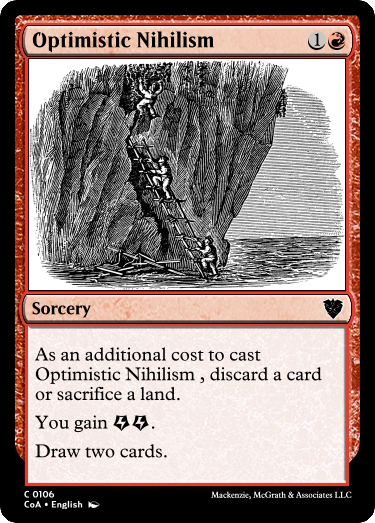 Optimistic Nihilism 1
Sorcery
As an additional cost to cast
Optimistic Nihilism , discard a card
or sacrifice a land.
You gain .
Draw two cards.
C 0106
CoA • English
Mackenzie, McGrath & Associates LLC